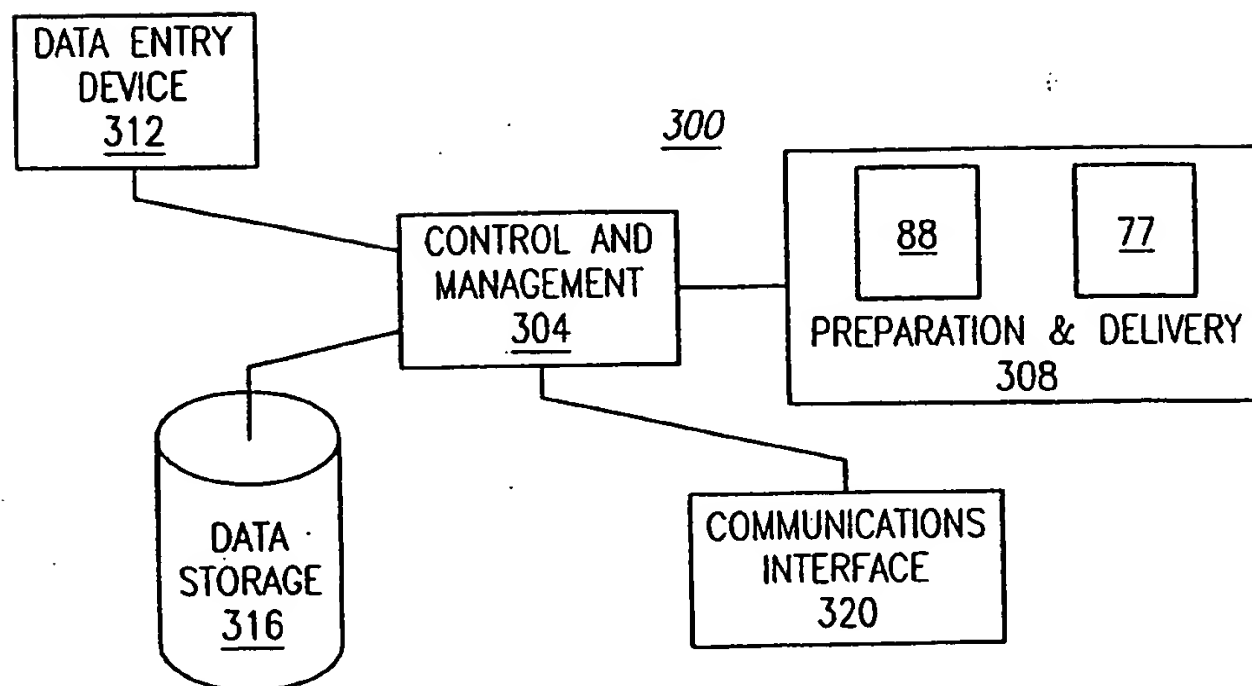 DATA ENTRY
DEVICE
312
300
CONTROL AND
MANAGEMENT
304
88
77
PREPARATION & DELIVERY
308
DATA
STORAGE
316
COMMUNICATIONS
INTERFACE
320